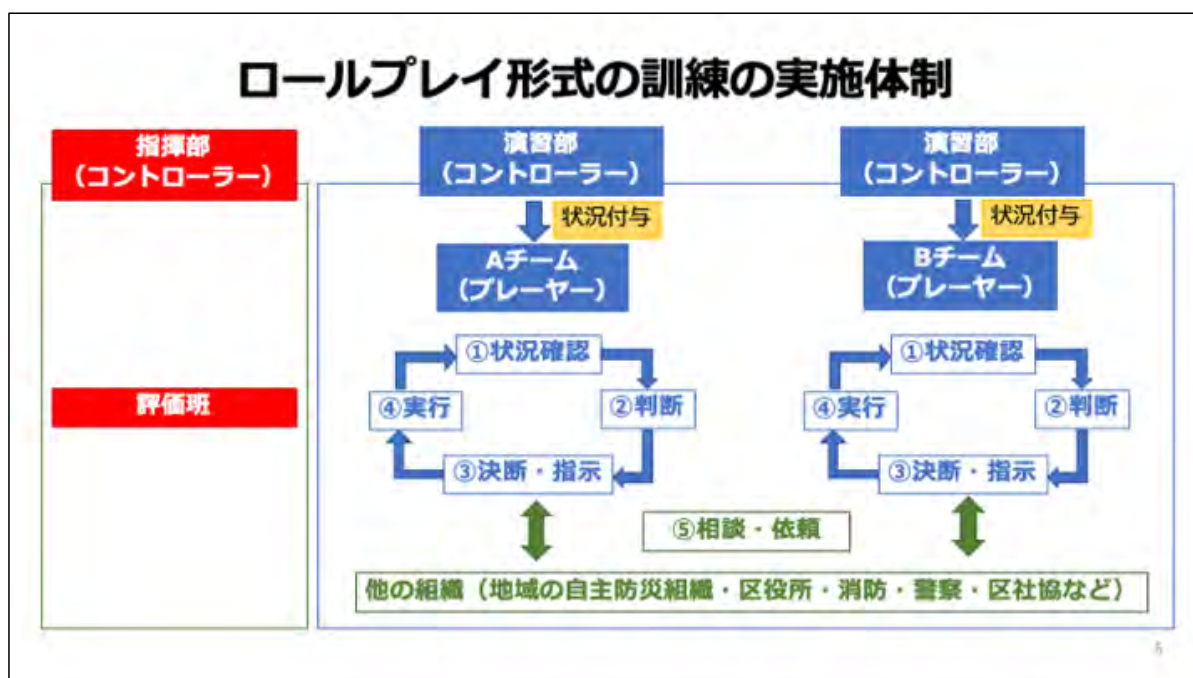 ロールプレイ形式の訓練の実施体制
指揮部
（コントローラー）
評価班
演習部
（コントローラー）
状況付与
Aチーム
（プレーヤー）
①状況確認
②判断
③決断・指示
④実行
演習部
（コントローラー）
状況付与
Bチーム
（プレーヤー）
①状況確認
②判断
③決断・指示
④実行
⑤相談・依頼
他の組織（地域の自主防災組織・区役所・消防・警察・区社協など）